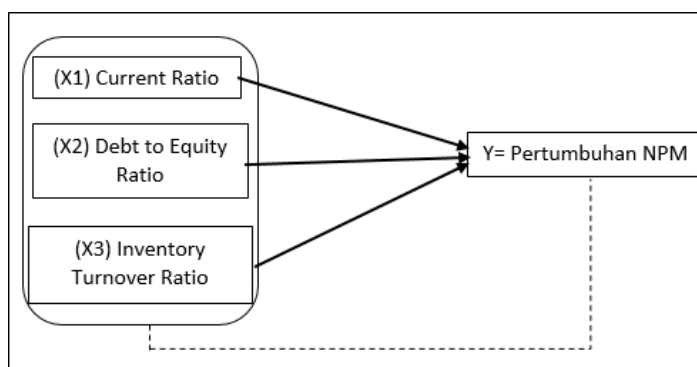 (X1) Current Ratio
(X2) Debt to Equity
Ratio
(X3) Inventory
Turnover Ratio
Y= Pertumbuhan NPM